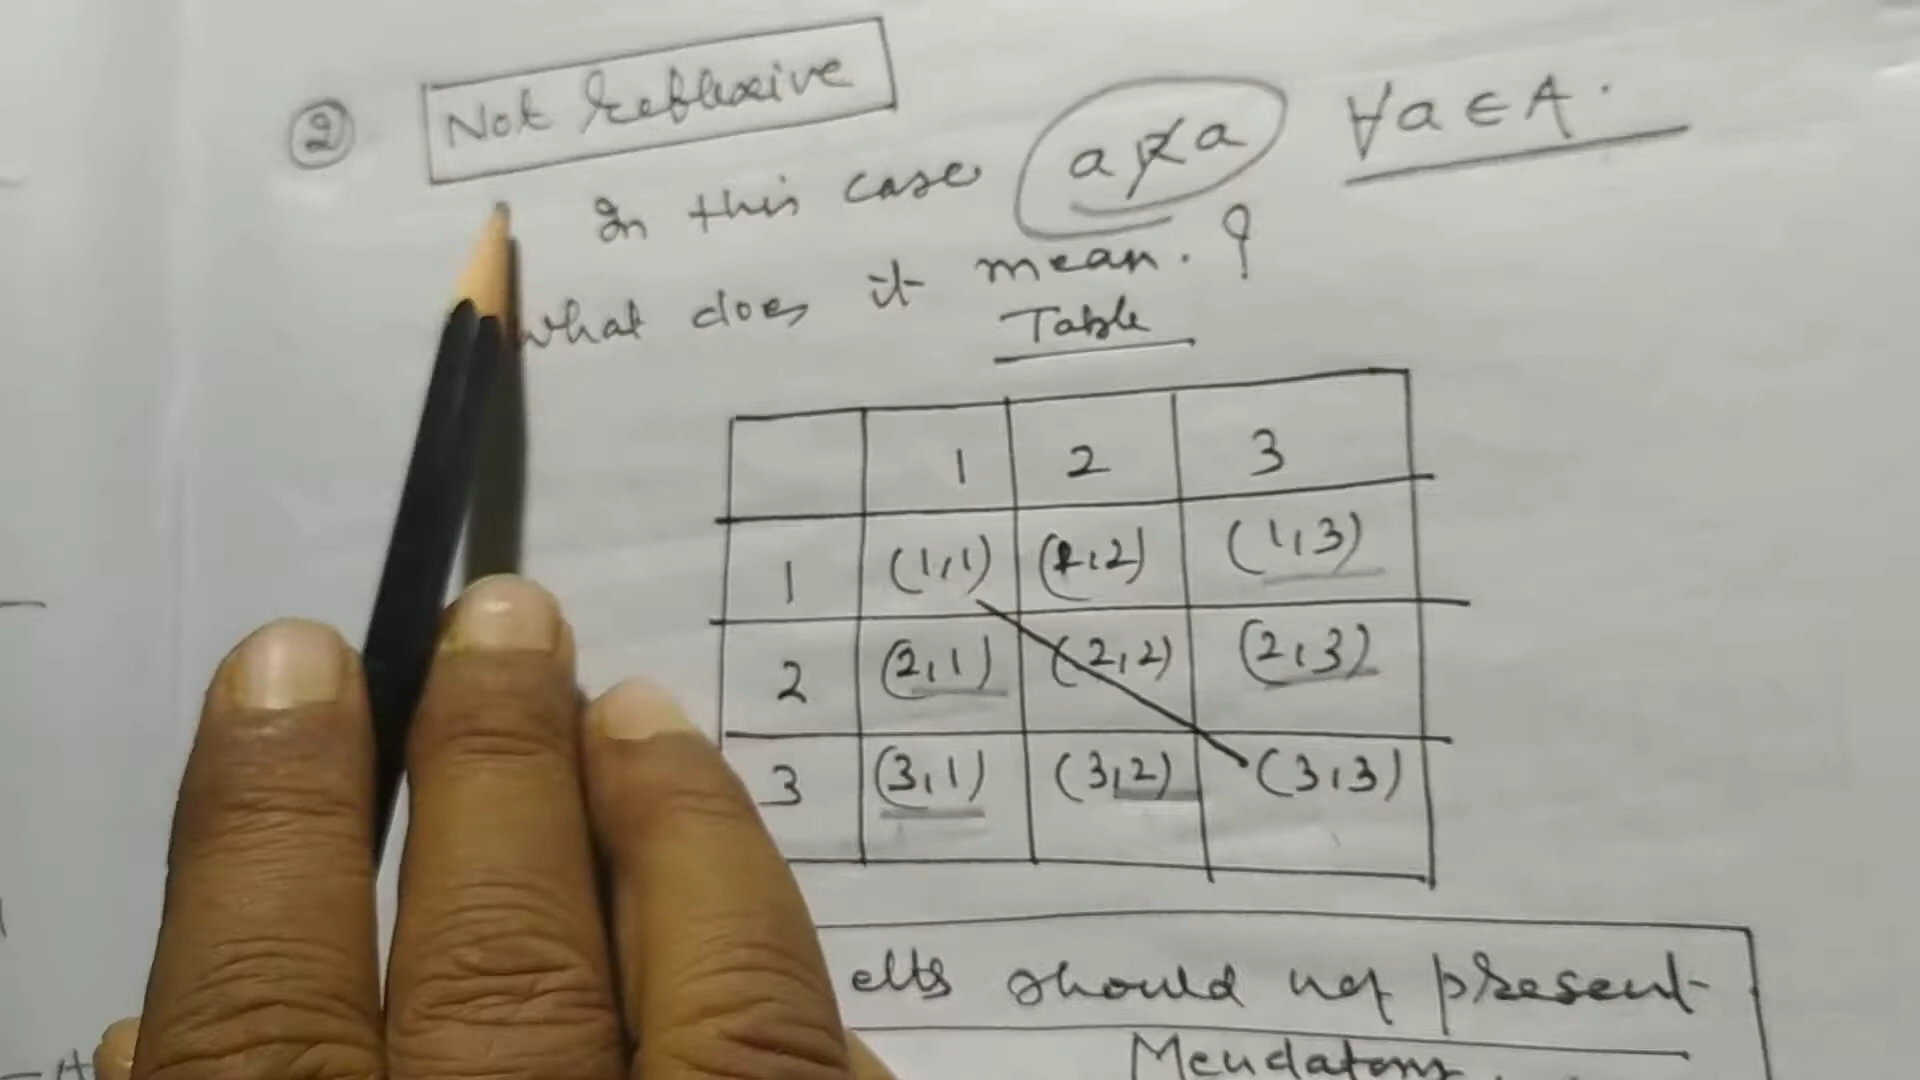 ② Not Reflexive
In this case a R̸ a ∀a ∈ A.
What does it mean. ?
Table
1 2 3
1 (1,1) (1,2) (1,3)
2 (2,1) (2,2) (2,3)
3 (3,1) (3,2) (3,3)
elts should not present
Mendatory